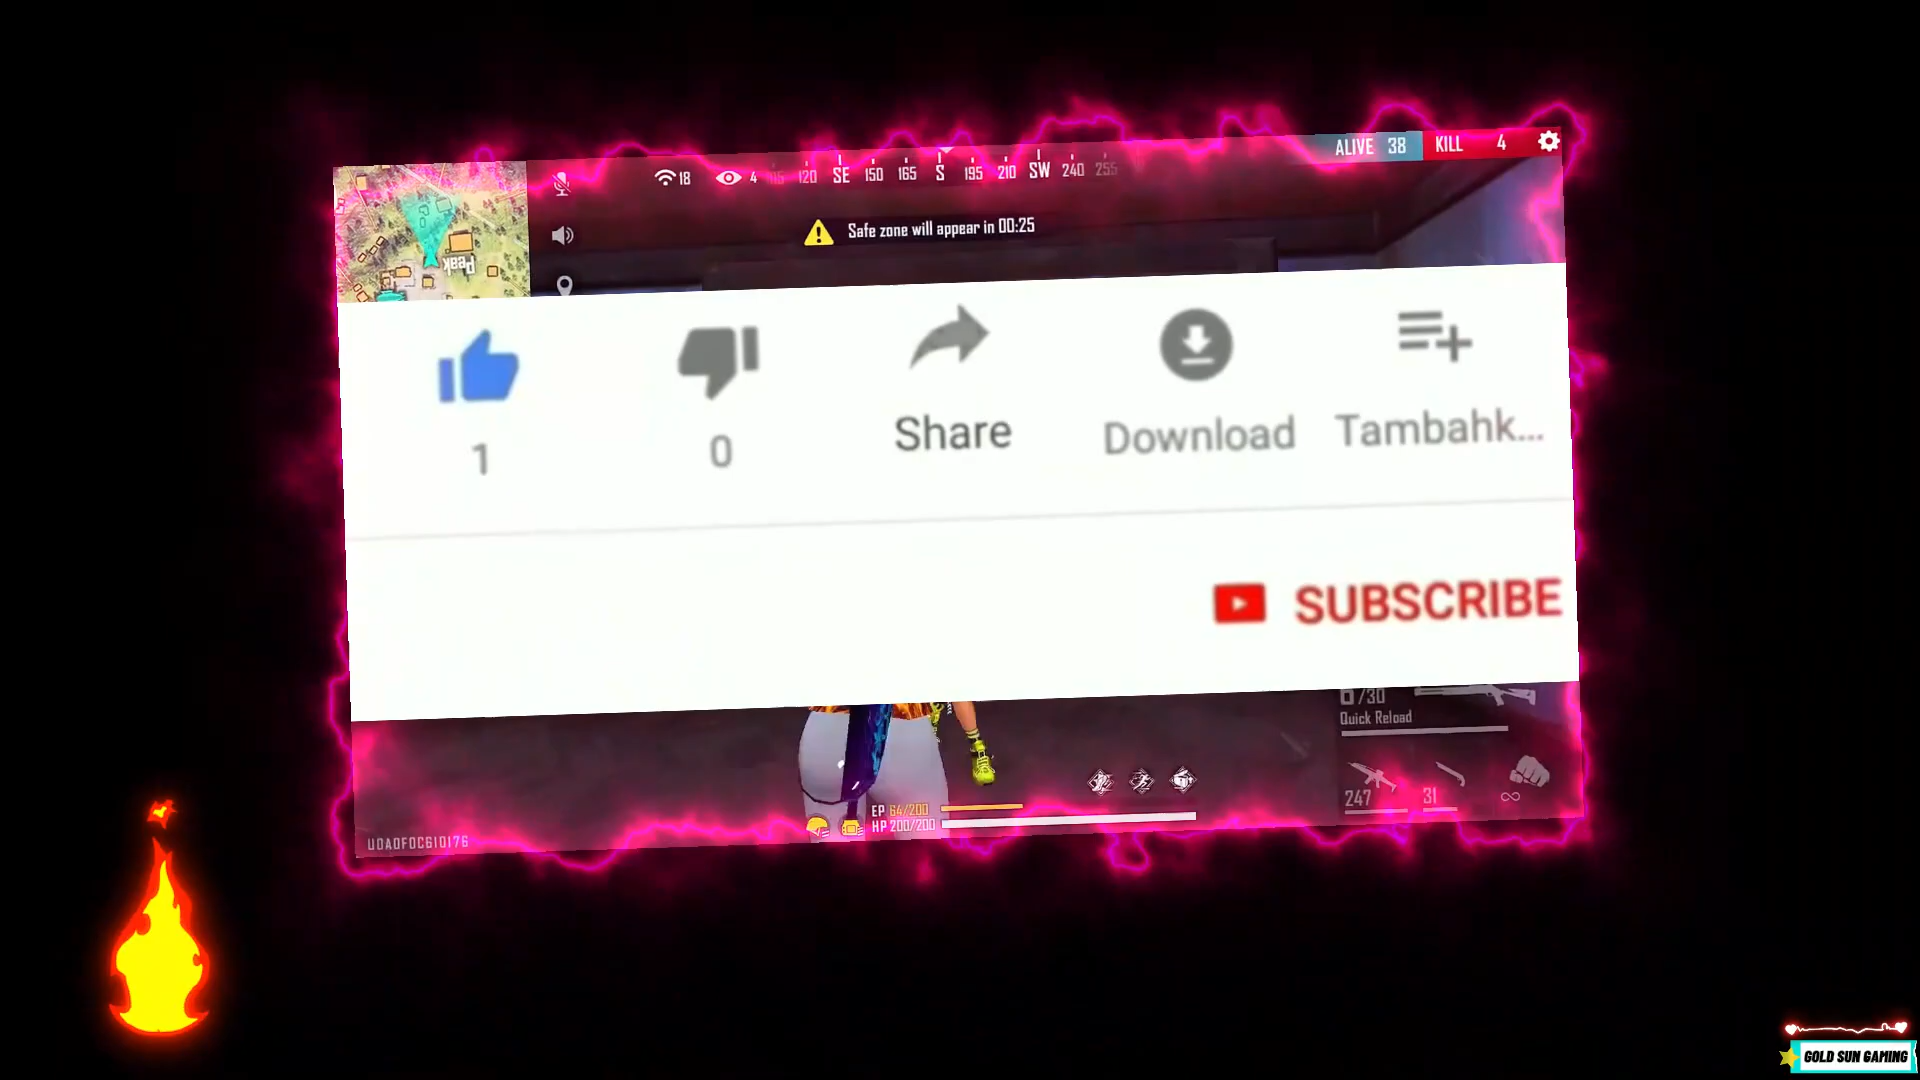 ALIVE 38 KILL 4
18 4 120 SE 150 165 S 195 210 SW 240 255
Safe zone will appear in 00:25
Peak
Share Download Tambahk...
1 0
SUBSCRIBE
/30
Quick Reload
247 31 ∞
EP 64/200
HP 200/200
GOLD SUN GAMING